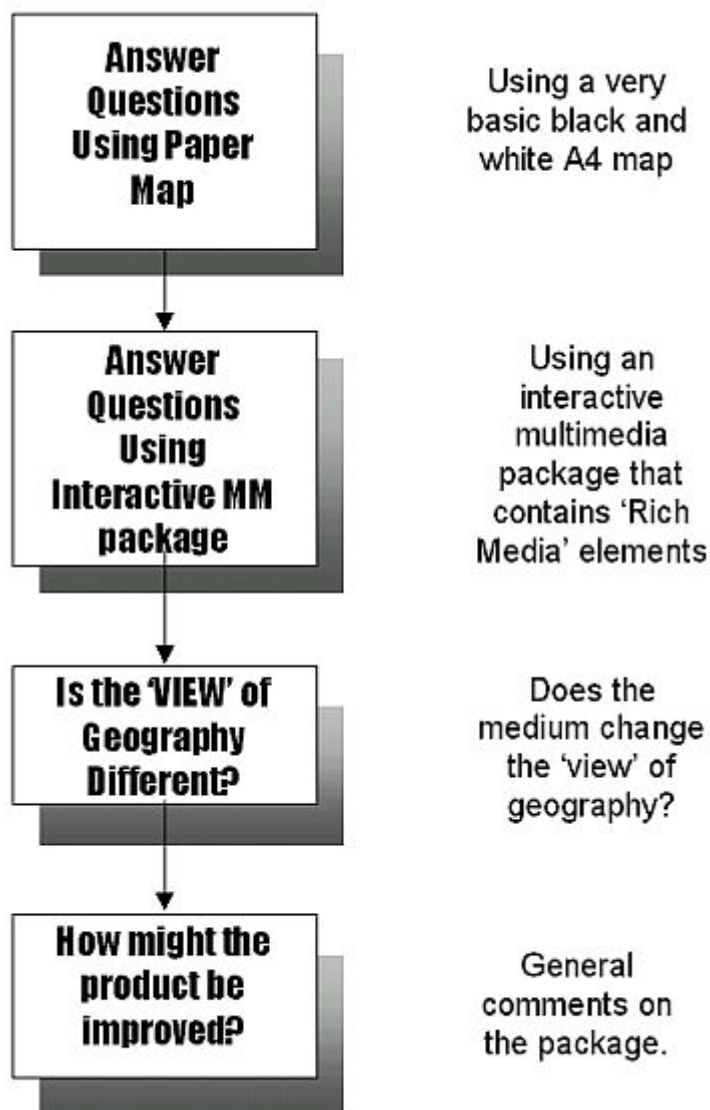 Answer
Questions
Using Paper
Map
Using a very
basic black and
white A4 map
Answer
Questions
Using
Interactive MM
package
Using an
interactive
multimedia
package that
contains ‘Rich
Media’ elements
Is the ‘VIEW’ of
Geography
Different?
Does the
medium change
the ‘view’ of
geography?
How might the
product be
improved?
General
comments on
the package.